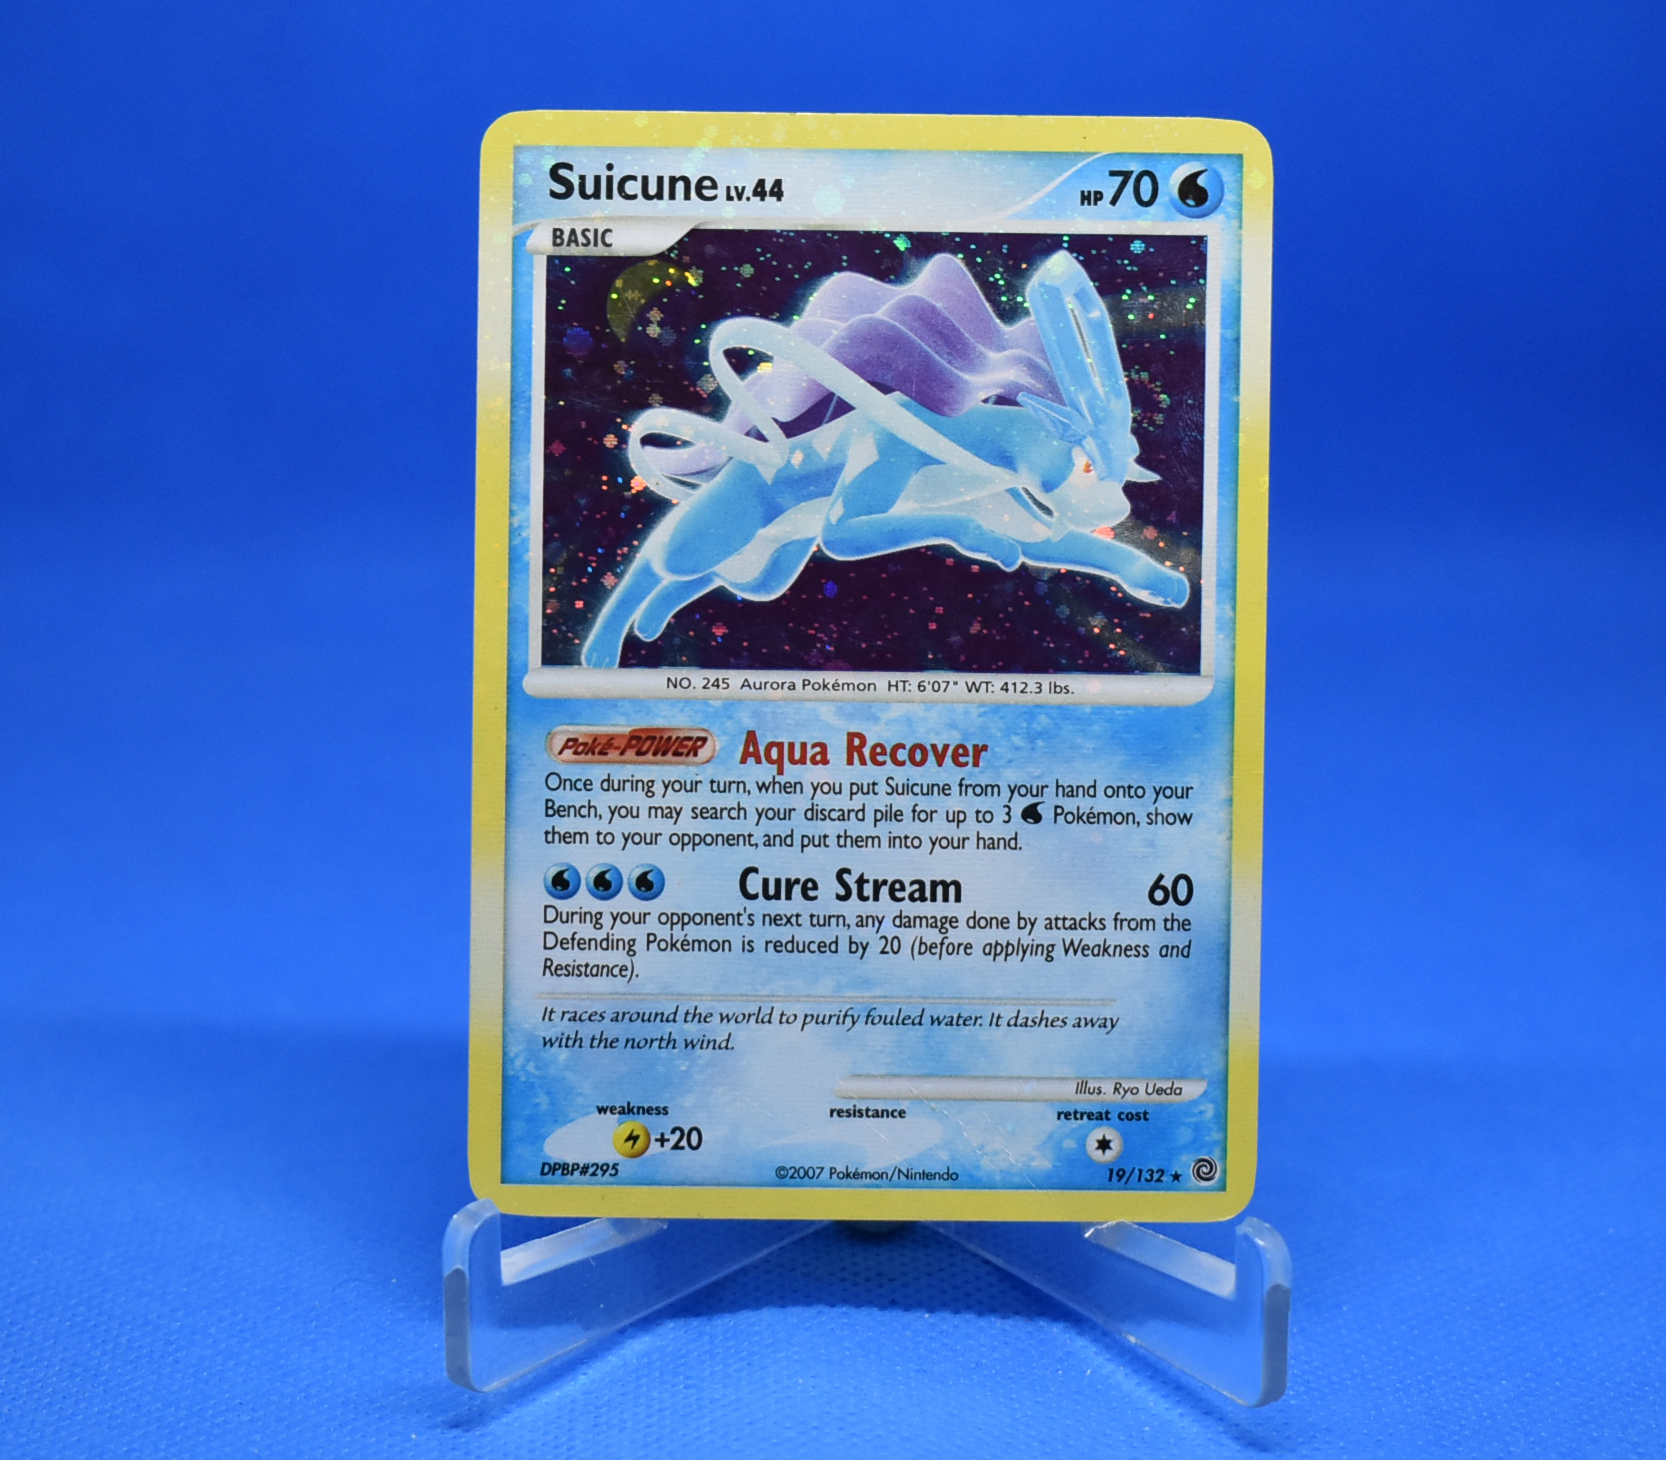 Suicune LV.44 HP 70
BASIC
NO. 245 Aurora Pokémon HT: 6'07" WT: 412.3 lbs.
Poké-POWER Aqua Recover
Once during your turn, when you put Suicune from your hand onto your
Bench, you may search your discard pile for up to 3 Pokémon, show
them to your opponent, and put them into your hand.
Cure Stream 60
During your opponent's next turn, any damage done by attacks from the
Defending Pokémon is reduced by 20 (before applying Weakness and
Resistance).
It races around the world to purify fouled water. It dashes away
with the north wind.
Illus. Ryo Ueda
weakness resistance retreat cost
+20
DPBP#295 ©2007 Pokémon/Nintendo 19/132 ★